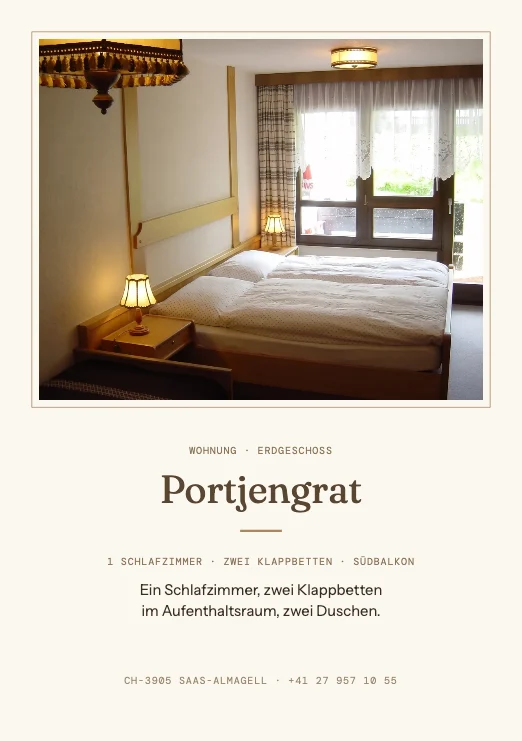 WOHNUNG · ERDGESCHOSS
Portjengrat
1 SCHLAFZIMMER · ZWEI KLAPPBETTEN · SÜDBALKON
Ein Schlafzimmer, zwei Klappbetten
im Aufenthaltsraum, zwei Duschen.
CH-3905 SAAS-ALMAGELL · +41 27 957 10 55